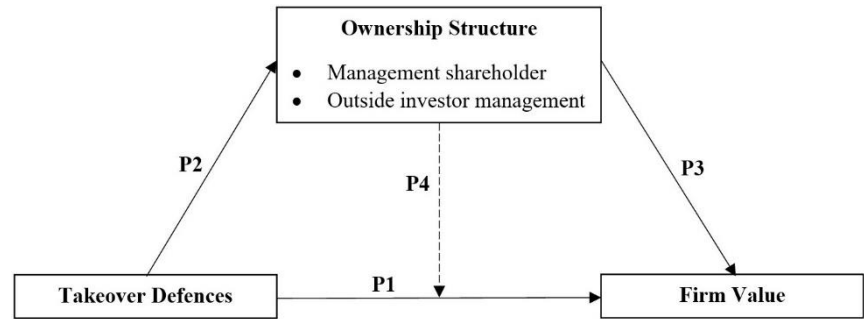 Ownership Structure
• Management shareholder
• Outside investor management
P2
P4
P3
P1
Takeover Defences
Firm Value